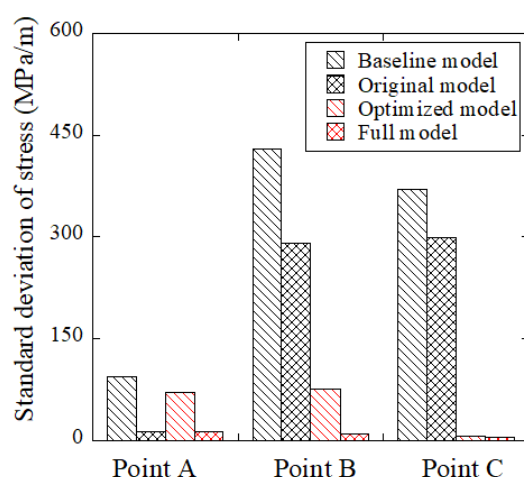 600
450
300
150
0
Standard deviation of stress (MPa/m)
Baseline model
Original model
Optimized model
Full model
Point A Point B Point C